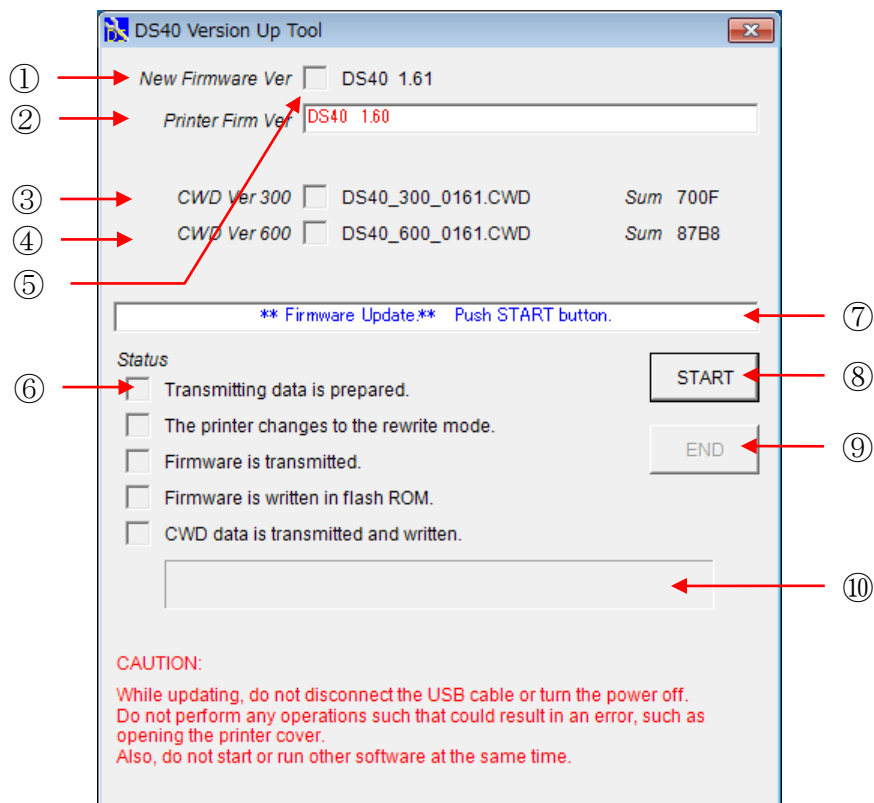 DS40 Version Up Tool
① New Firmware Ver DS40 1.61
② Printer Firm Ver DS40 1.60
③ CWD Ver 300 DS40_300_0161.CWD Sum 700F
④ CWD Ver 600 DS40_600_0161.CWD Sum 87B8
⑤
** Firmware Update.** Push START button. ⑦
Status
⑥ Transmitting data is prepared. START ⑧
The printer changes to the rewrite mode.
END ⑨
Firmware is transmitted.
Firmware is written in flash ROM.
CWD data is transmitted and written.
⑩
CAUTION:
While updating, do not disconnect the USB cable or turn the power off.
Do not perform any operations such that could result in an error, such as
opening the printer cover.
Also, do not start or run other software at the same time.